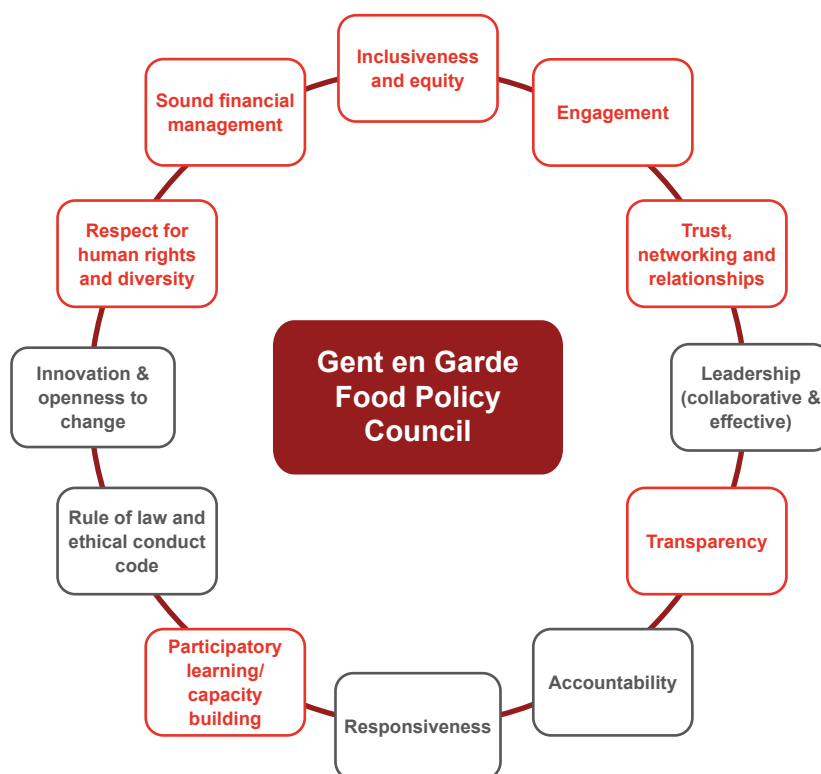 Inclusiveness
and equity
Engagement
Trust,
networking and
relationships
Leadership
(collaborative &
effective)
Transparency
Accountability
Responsiveness
Participatory
learning/
capacity
building
Rule of law and
ethical conduct
code
Innovation &
openness to
change
Respect for
human rights
and diversity
Sound financial
management
Gent en Garde
Food Policy
Council